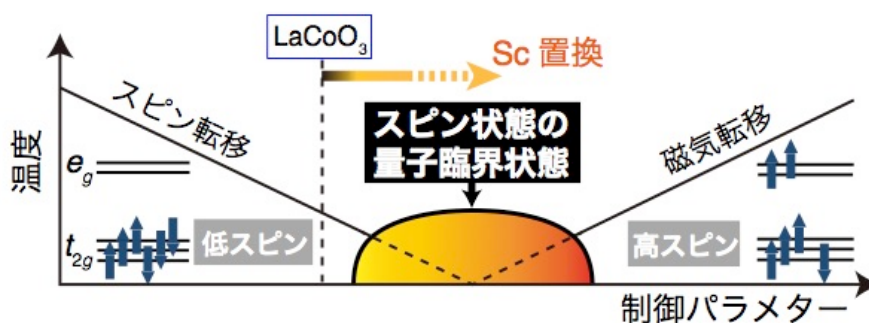 LaCoO₃
Sc 置換
スピン転移
スピン状態の
量子臨界状態
磁気転移
温度
e_g
t_2g
低スピン
高スピン
制御パラメター